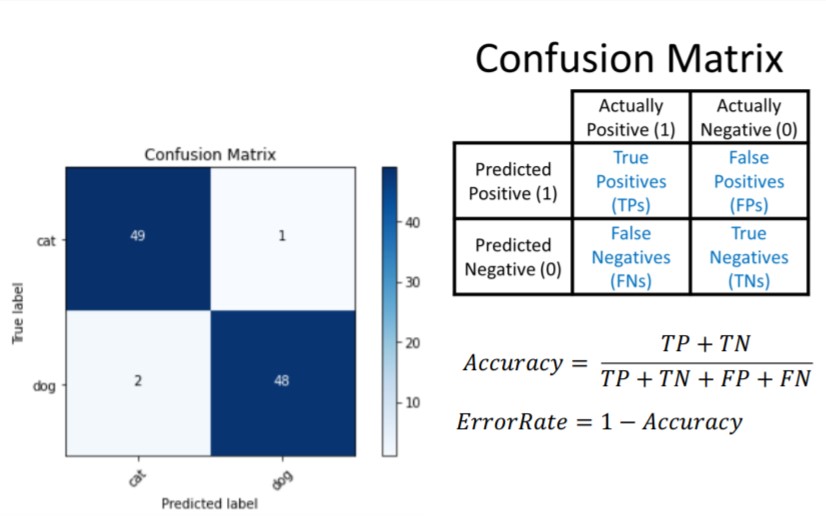 Confusion Matrix
Actually
Positive (1)
Actually
Negative (0)
Predicted
Positive (1)
True
Positives
(TPs)
False
Positives
(FPs)
Predicted
Negative (0)
False
Negatives
(FNs)
True
Negatives
(TNs)
Accuracy = TP + TN / TP + TN + FP + FN
ErrorRate = 1 − Accuracy
Confusion Matrix
True label
cat
49
1
dog
2
48
cat
dog
Predicted label
40
30
20
10